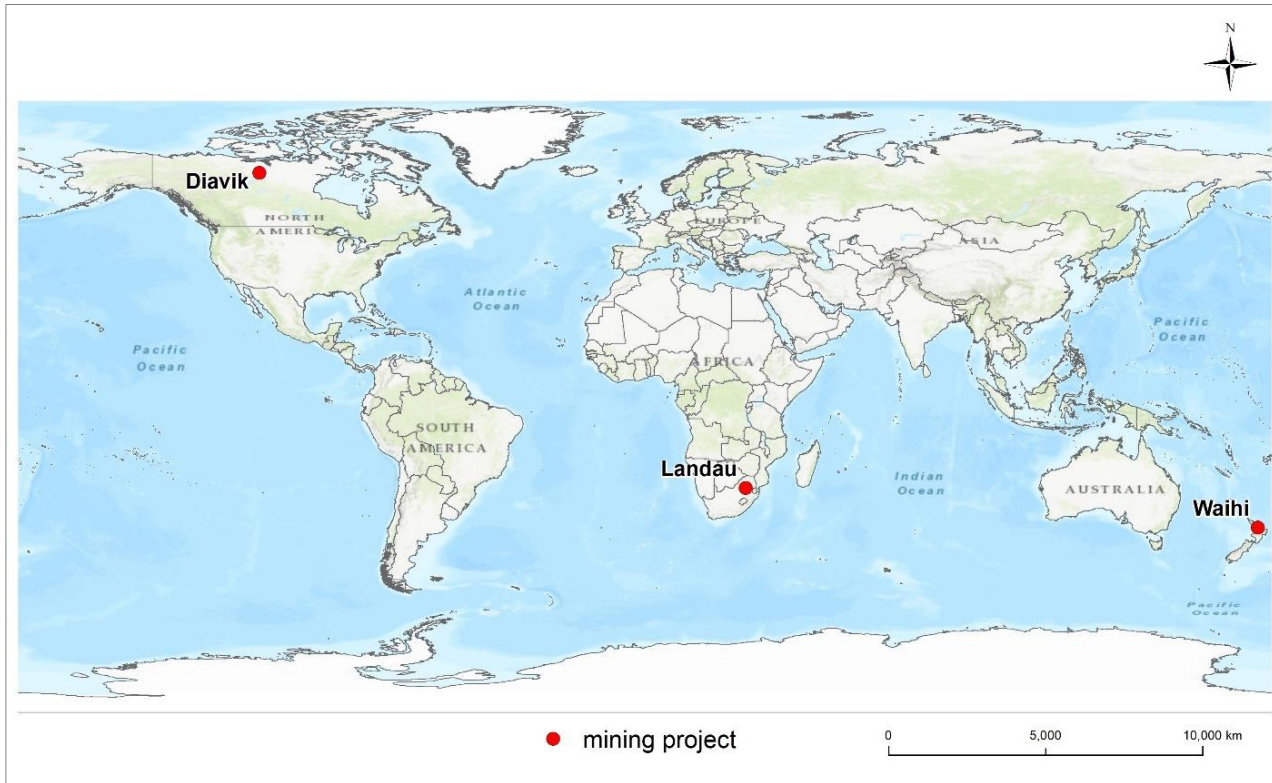 N
Diavik
NORTH
AMERIC
EUROPE
ASIA
Atlantic
Ocean
Pacific
Ocean
Pacific
Ocean
AFRICA
SOUTH
AMERICA
Landau
Indian
Ocean
AUSTRALIA
Waihi
Pacific
Ocean
mining project
0
5,000
10,000 km